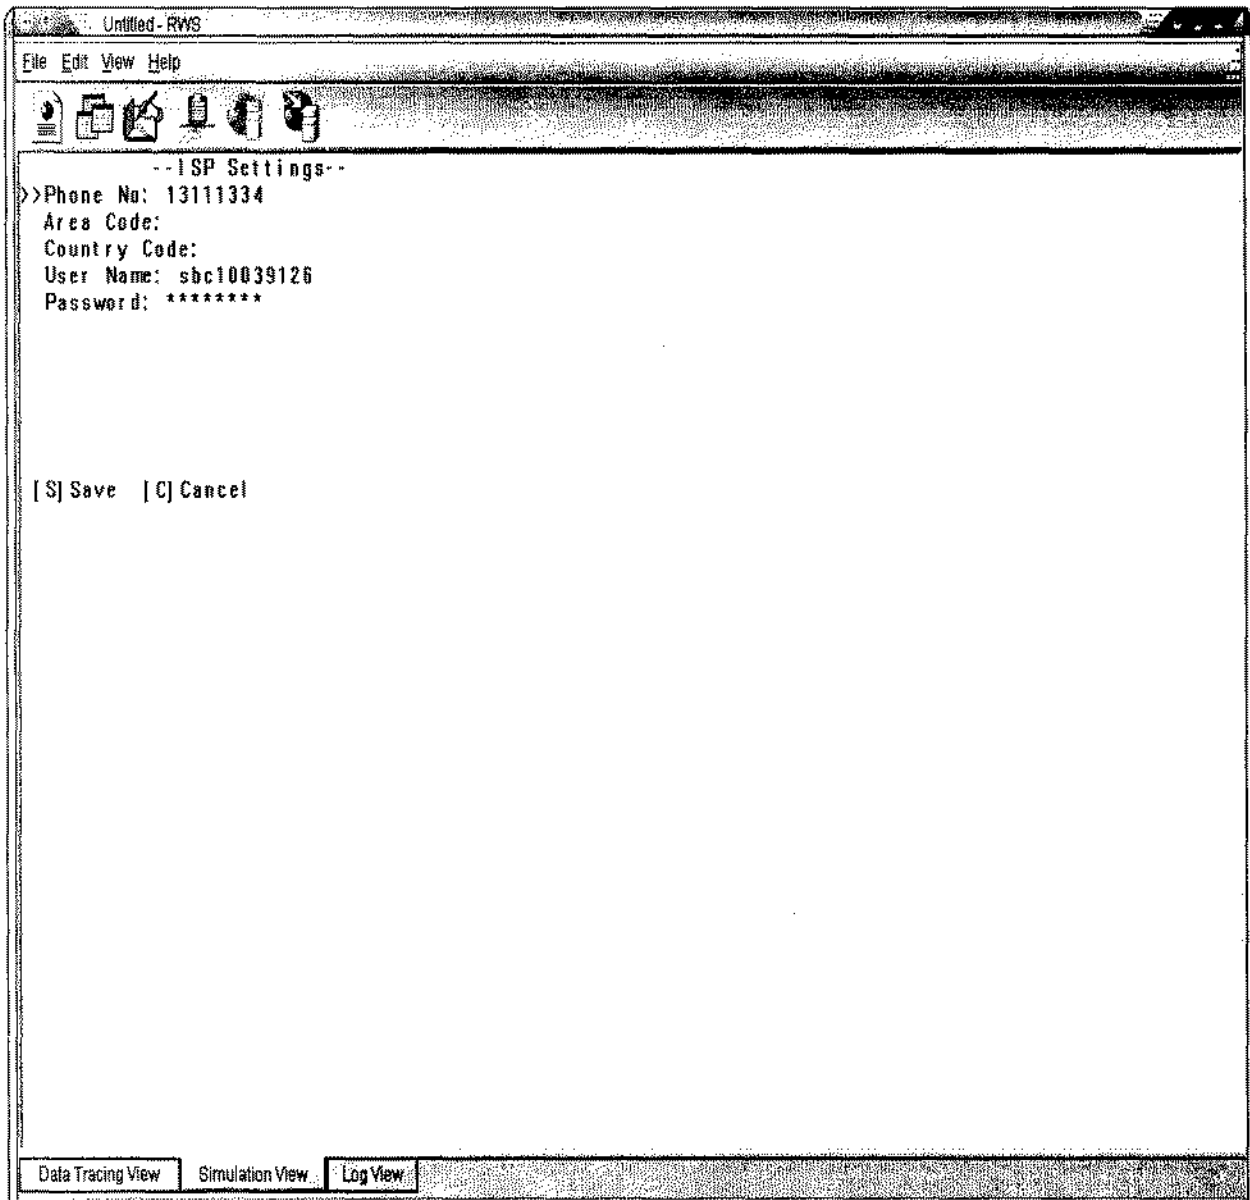 Untitled - RWS
File Edit View Help
--ISP Settings--
>>Phone No: 13111334
Area Code:
Country Code:
User Name: sbc10039126
Password: ********
[S] Save [C] Cancel
Data Tracing View Simulation View Log View